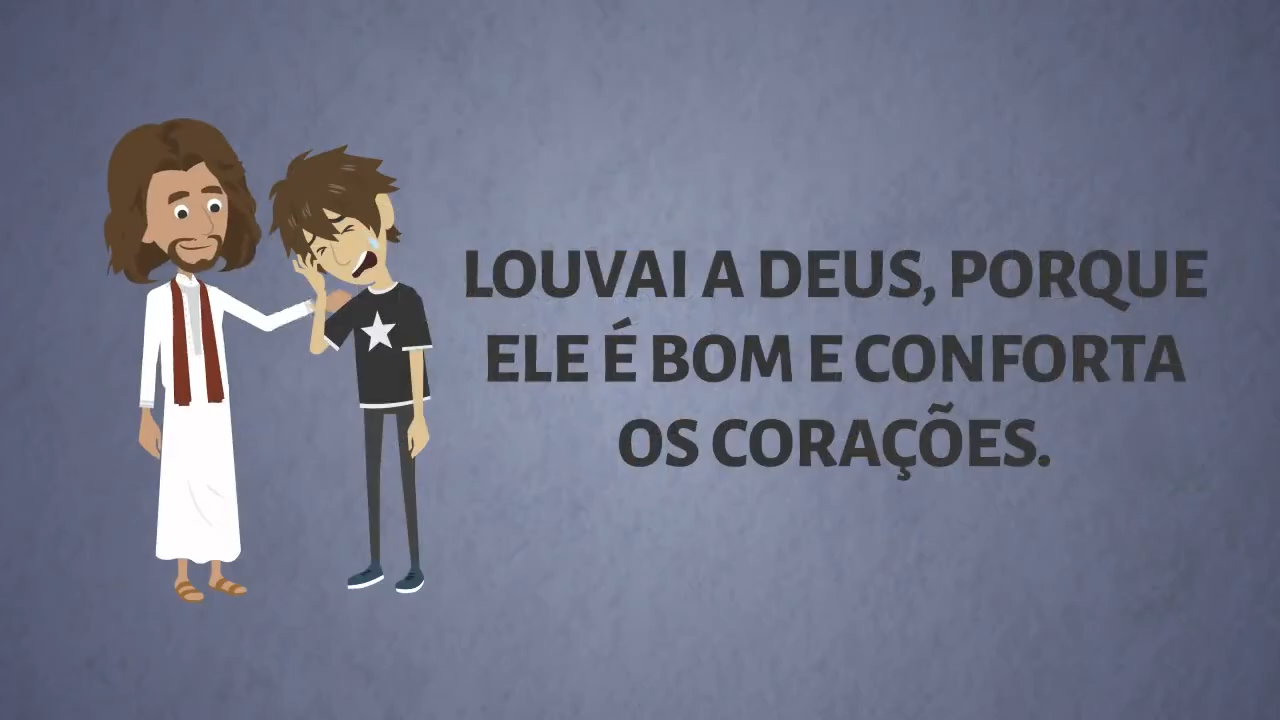 LOUVAI A DEUS, PORQUE
ELE É BOM E CONFORTA
OS CORAÇÕES.